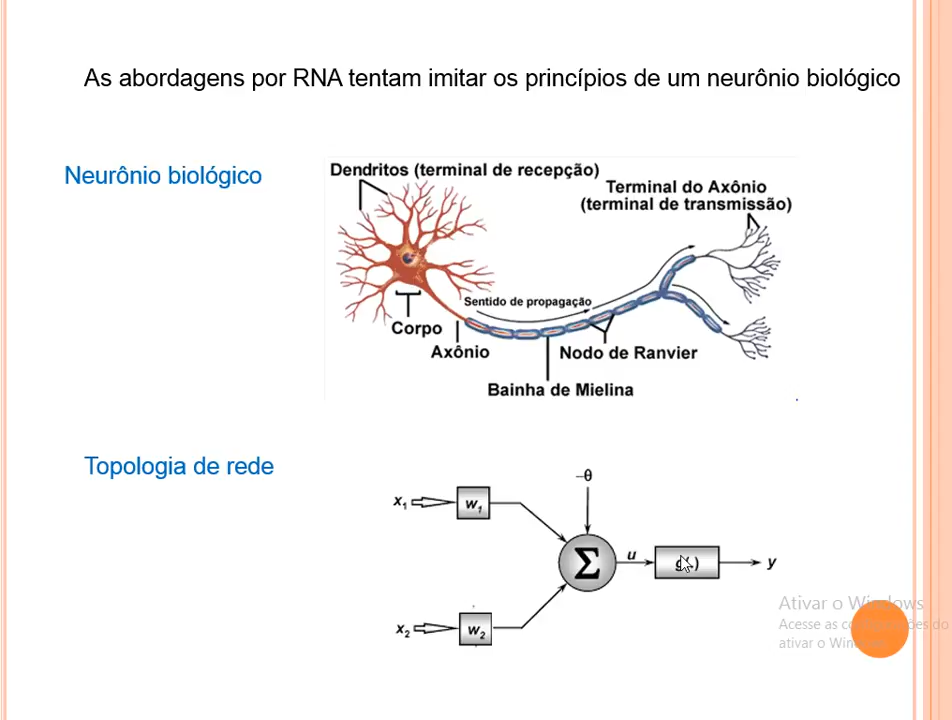 As abordagens por RNA tentam imitar os princípios de um neurônio biológico
Neurônio biológico
Dendritos (terminal de recepção)
Terminal do Axônio
(terminal de transmissão)
Sentido de propagação
Corpo
Axônio
Nodo de Ranvier
Bainha de Mielina
Topologia de rede
–θ
x1
w1
Σ
u
y
x2
w2
Ativar o Windows
Acesse as do
ativar o